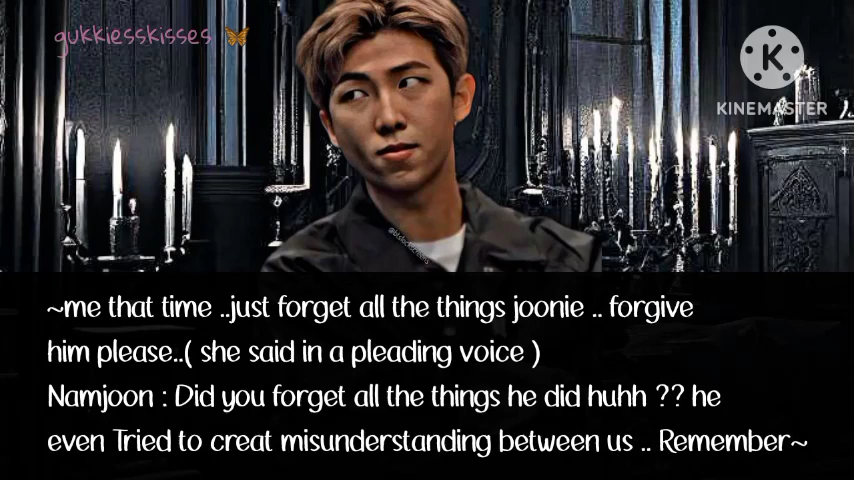 gukkiesskisses
KINEMASTER
~me that time ..just forget all the things joonie .. forgive
him please..( she said in a pleading voice )
Namjoon : Did you forget all the things he did huhh ?? he
even Tried to creat misunderstanding between us .. Remember~